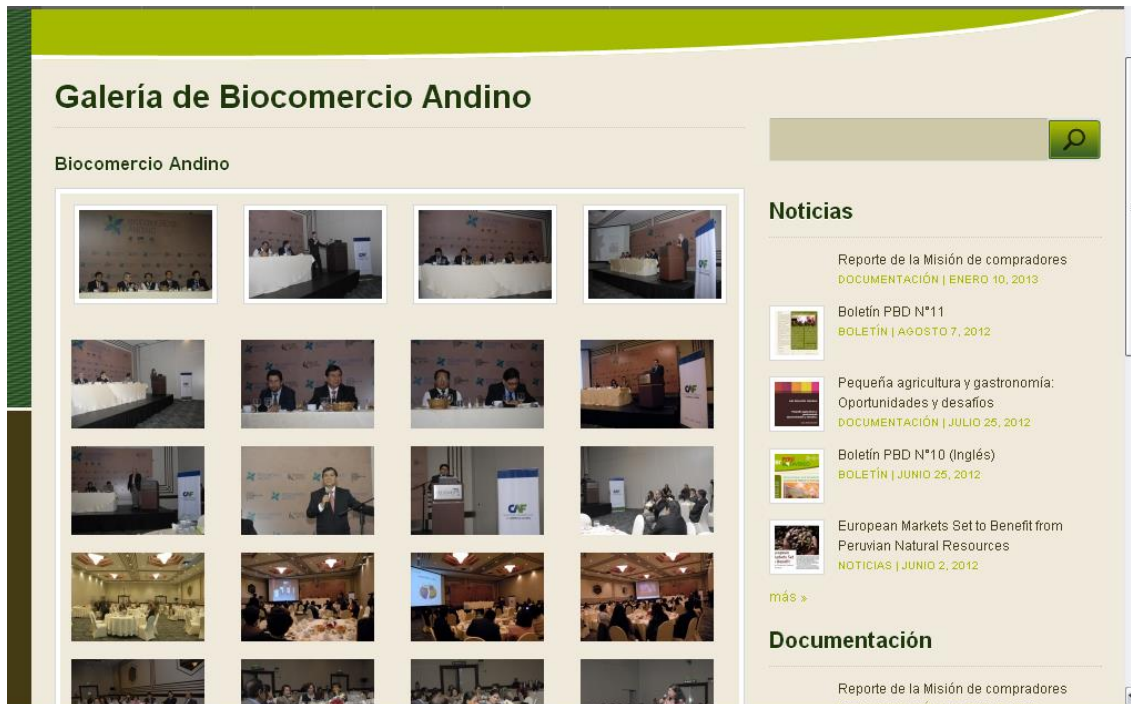 Galería de Biocomercio Andino
Biocomercio Andino
CAF
Noticias
Reporte de la Misión de compradores
DOCUMENTACIÓN | ENERO 10, 2013
Boletín PBD N°11
BOLETÍN | AGOSTO 7, 2012
Pequeña agricultura y gastronomía:
Oportunidades y desafíos
DOCUMENTACIÓN | JULIO 25, 2012
Boletín PBD N°10 (Inglés)
BOLETÍN | JUNIO 25, 2012
European Markets Set to Benefit from
Peruvian Natural Resources
NOTICIAS | JUNIO 2, 2012
más »
Documentación
Reporte de la Misión de compradores